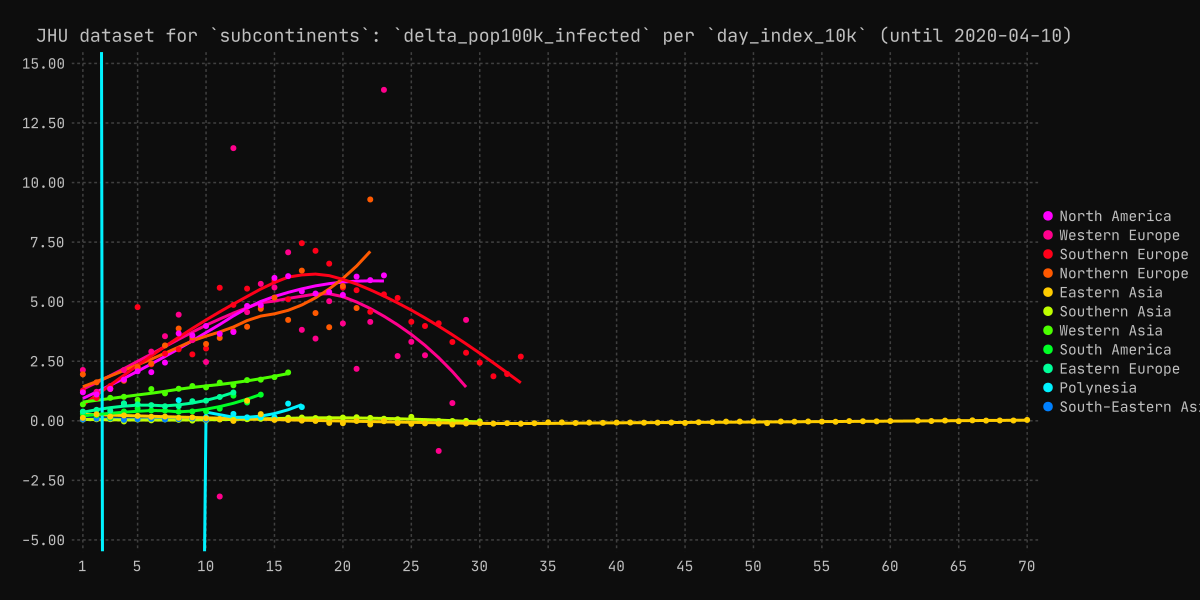 JHU dataset for `subcontinents`: `delta_pop100k_infected` per `day_index_10k` (until 2020-04-10)
15.00
12.50
10.00
7.50
5.00
2.50
0.00
-2.50
-5.00
1 5 10 15 20 25 30 35 40 45 50 55 60 65 70
North America
Western Europe
Southern Europe
Northern Europe
Eastern Asia
Southern Asia
Western Asia
South America
Eastern Europe
Polynesia
South-Eastern Asi